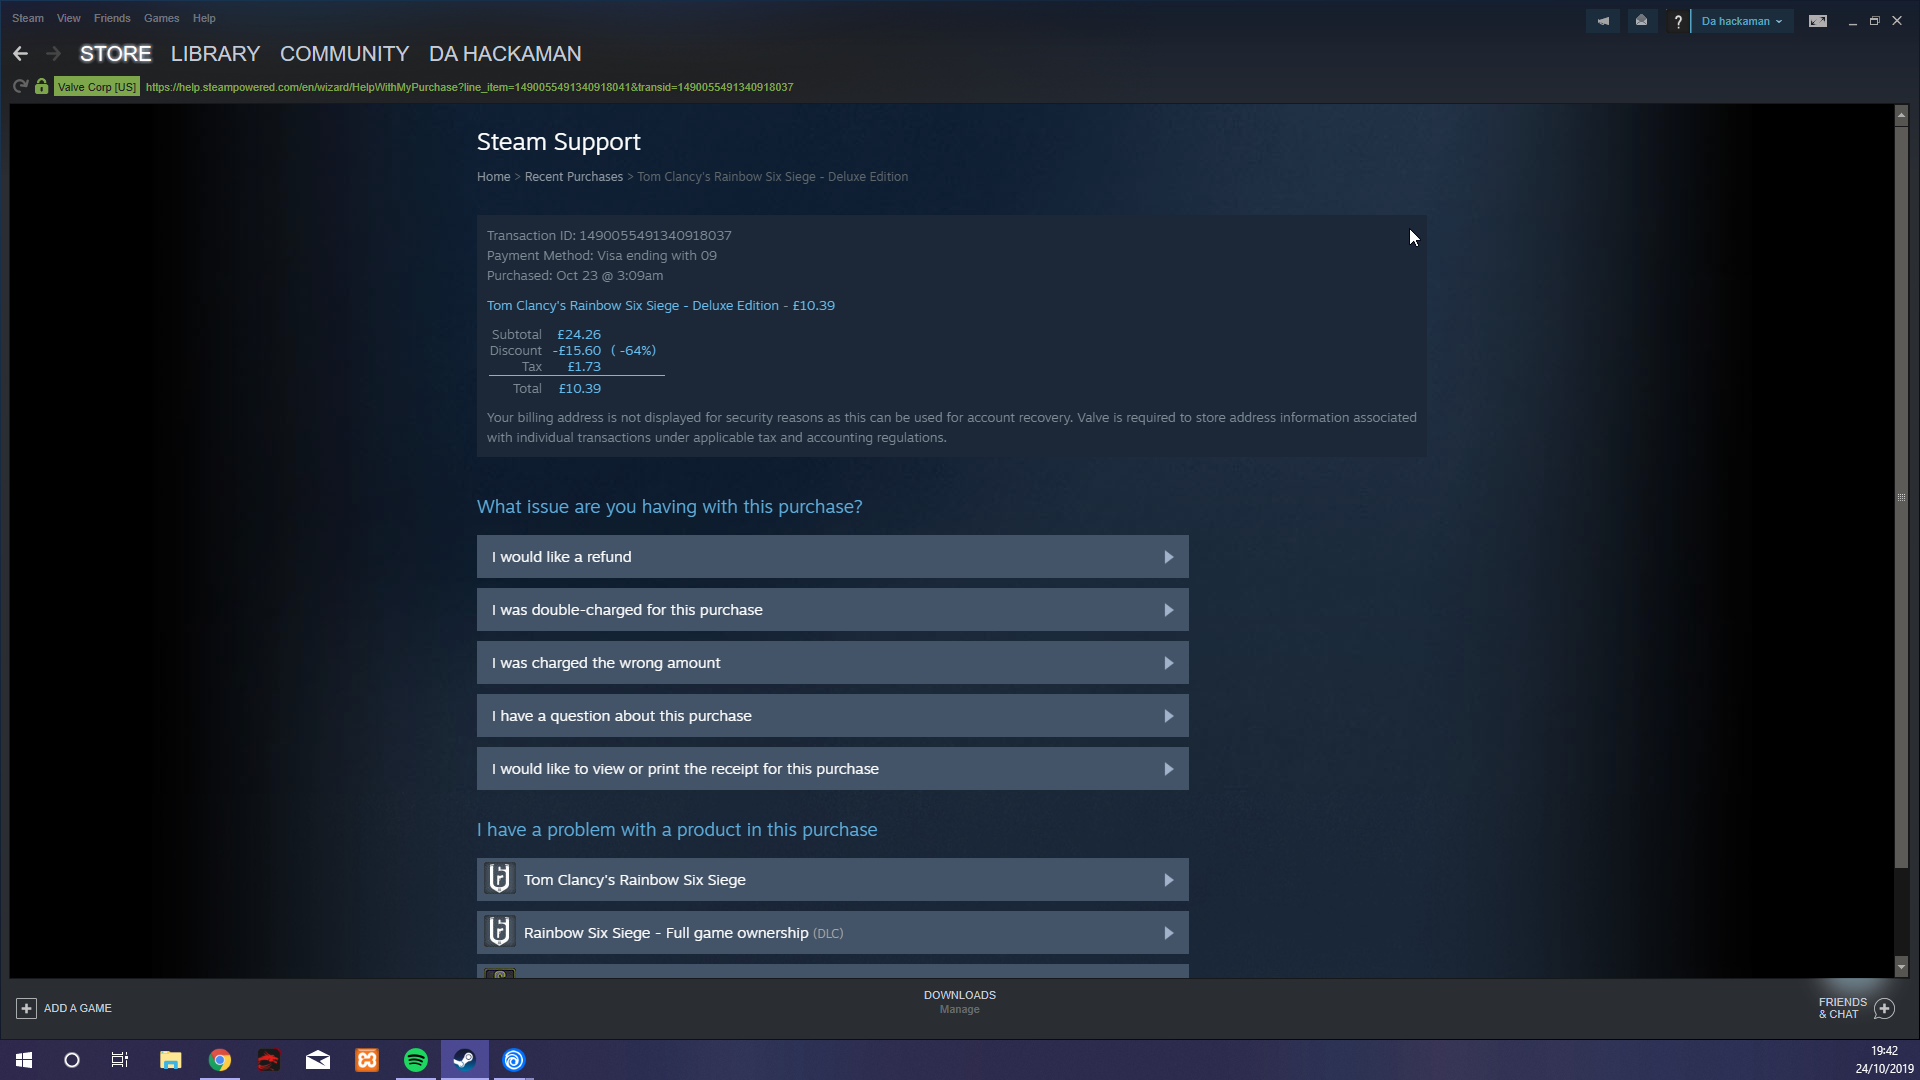 Steam View Friends Games Help
? Da hackaman
STORE LIBRARY COMMUNITY DA HACKAMAN
Valve Corp [US] https://help.steampowered.com/en/wizard/HelpWithMyPurchase?line_item=1490055491340918041&transid=1490055491340918037
Steam Support
Home > Recent Purchases > Tom Clancy's Rainbow Six Siege - Deluxe Edition
Transaction ID: 1490055491340918037
Payment Method: Visa ending with 09
Purchased: Oct 23 @ 3:09am
Tom Clancy's Rainbow Six Siege - Deluxe Edition - £10.39
Subtotal £24.26
Discount -£15.60 ( -64%)
Tax £1.73
Total £10.39
Your billing address is not displayed for security reasons as this can be used for account recovery. Valve is required to store address information associated
with individual transactions under applicable tax and accounting regulations.
What issue are you having with this purchase?
I would like a refund
I was double-charged for this purchase
I was charged the wrong amount
I have a question about this purchase
I would like to view or print the receipt for this purchase
I have a problem with a product in this purchase
Tom Clancy's Rainbow Six Siege
Rainbow Six Siege - Full game ownership (DLC)
ADD A GAME
DOWNLOADS
Manage
FRIENDS
& CHAT
19:42
24/10/2019